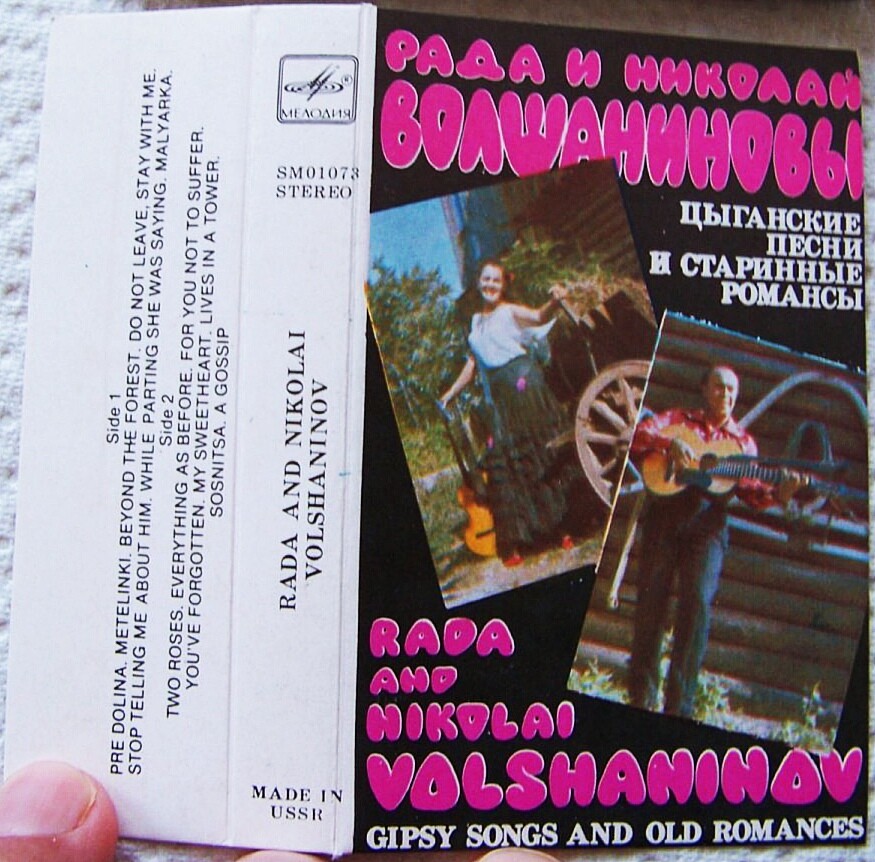 Side 1
PRE DOLINA. METELINKI. BEYOND THE FOREST. DO NOT LEAVE, STAY WITH ME.
STOP TELLING ME ABOUT HIM. WHILE PARTING SHE WAS SAYING. MALYARKA.
Side 2
TWO ROSES. EVERYTHING AS BEFORE. FOR YOU NOT TO SUFFER.
YOU'VE FORGOTTEN. MY SWEETHEART. LIVES IN A TOWER.
SOSNITSA. A GOSSIP
МЕЛОДИЯ
SM01073
STEREO
RADA AND NIKOLAI
VOLSHANINOV
MADE IN
USSR
РАДА И НИКОЛАЙ
ВОЛШАНИНОВЫ
ЦЫГАНСКИЕ
ПЕСНИ
И СТАРИННЫЕ
РОМАНСЫ
RADA
AND
NIKOLAI
VOLSHANINOV
GIPSY SONGS AND OLD ROMANCES